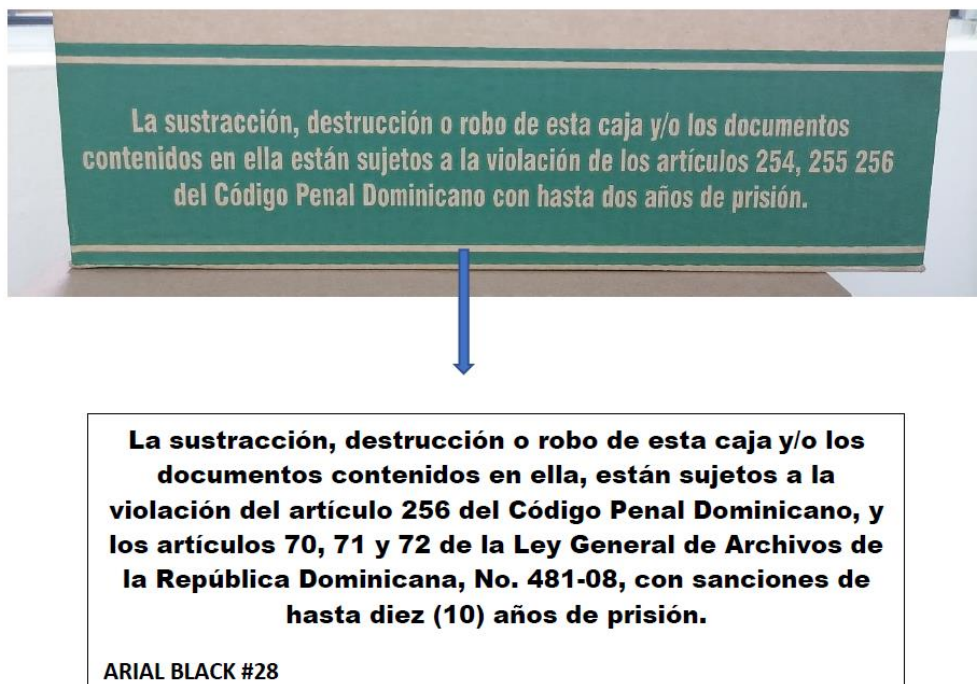 La sustracción, destrucción o robo de esta caja y/o los documentos
contenidos en ella están sujetos a la violación de los artículos 254, 255 256
del Código Penal Dominicano con hasta dos años de prisión.
La sustracción, destrucción o robo de esta caja y/o los
documentos contenidos en ella, están sujetos a la
violación del artículo 256 del Código Penal Dominicano, y
los artículos 70, 71 y 72 de la Ley General de Archivos de
la República Dominicana, No. 481-08, con sanciones de
hasta diez (10) años de prisión.
ARIAL BLACK #28